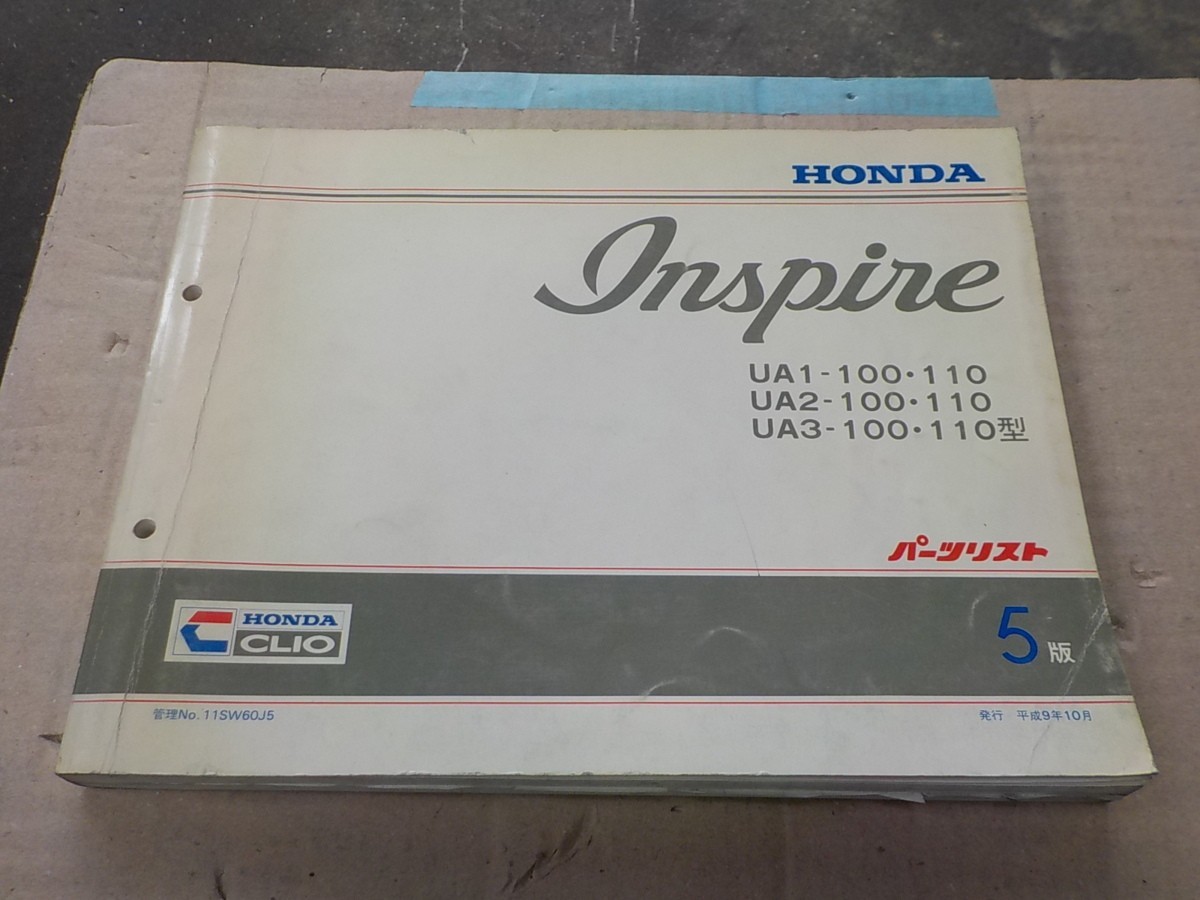 HONDA
Inspire
UA1-100・110
UA2-100・110
UA3-100・110型
パーツリスト
HONDA
CLIO
5版
管理No.11SW60J5
発行 平成9年10月